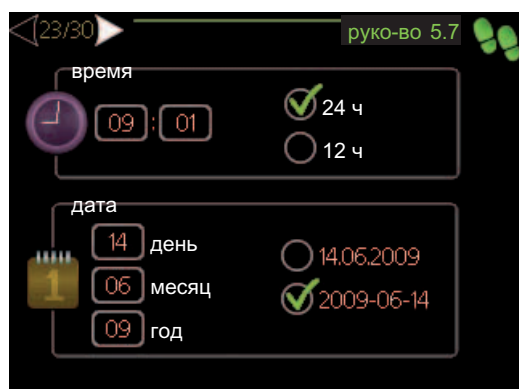 23/30 руко-во 5.7
время
09 : 01 24 ч
12 ч
дата
14 день 14.06.2009
1 06 месяц 2009-06-14
09 год